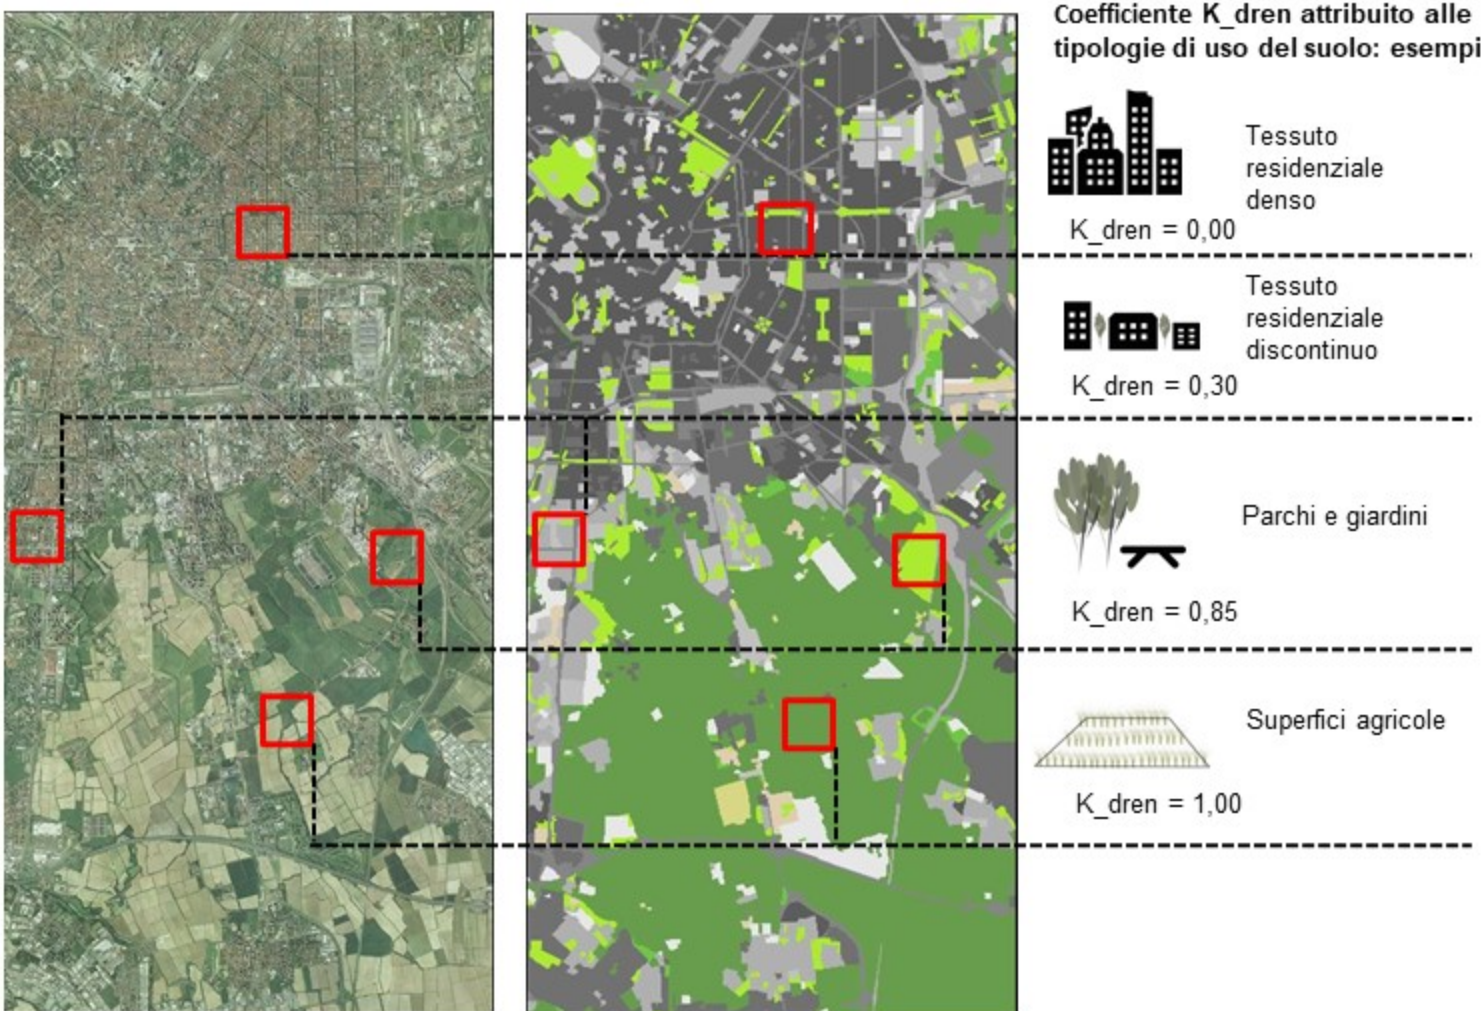 Coefficiente K_dren attribuito alle
tipologie di uso del suolo: esempi
Tessuto
residenziale
denso
K_dren = 0,00
Tessuto
residenziale
discontinuo
K_dren = 0,30
Parchi e giardini
K_dren = 0,85
Superfici agricole
K_dren = 1,00